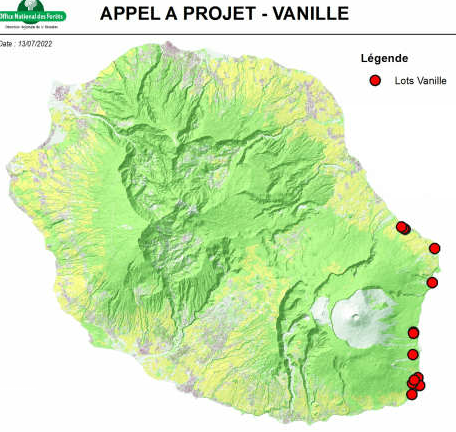 Office National des Forêts
APPEL A PROJET - VANILLE
Date : 13/07/2022
Légende
Lots Vanille